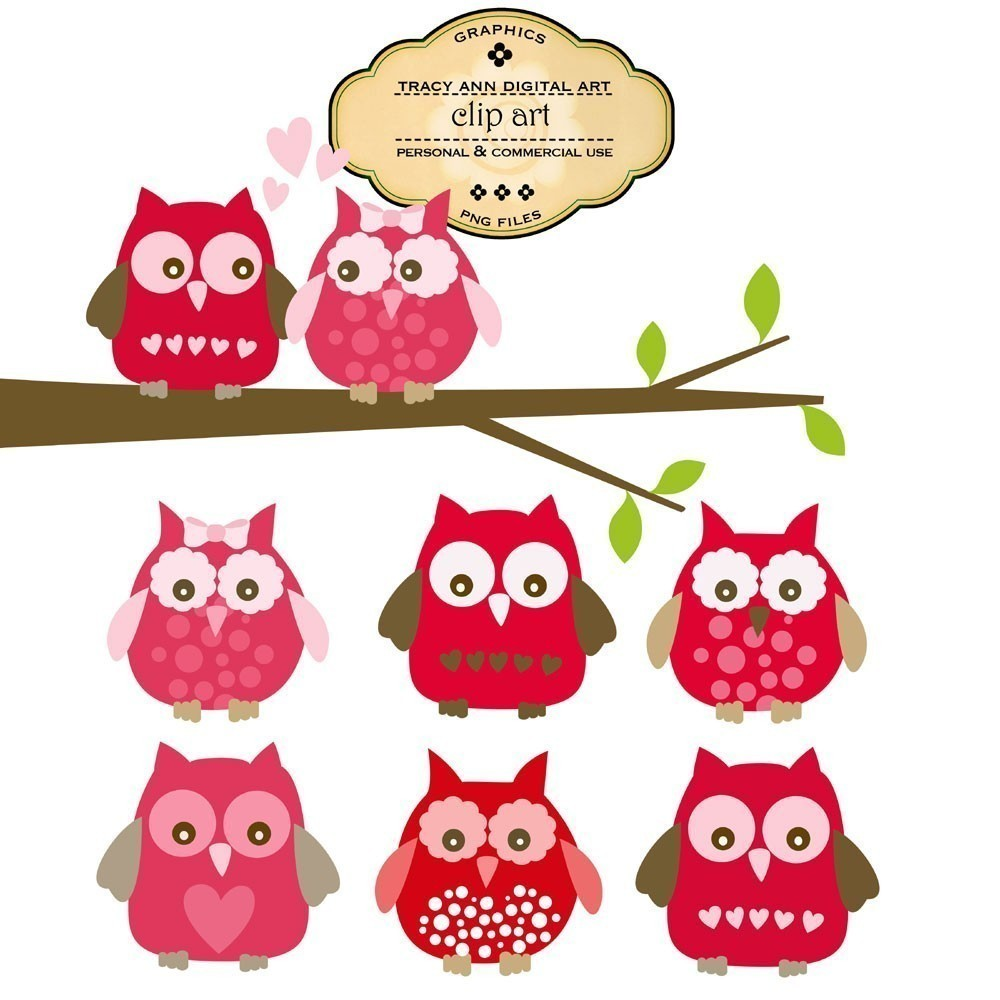 GRAPHICS
TRACY ANN DIGITAL ART
clip art
PERSONAL & COMMERCIAL USE
PNG FILES